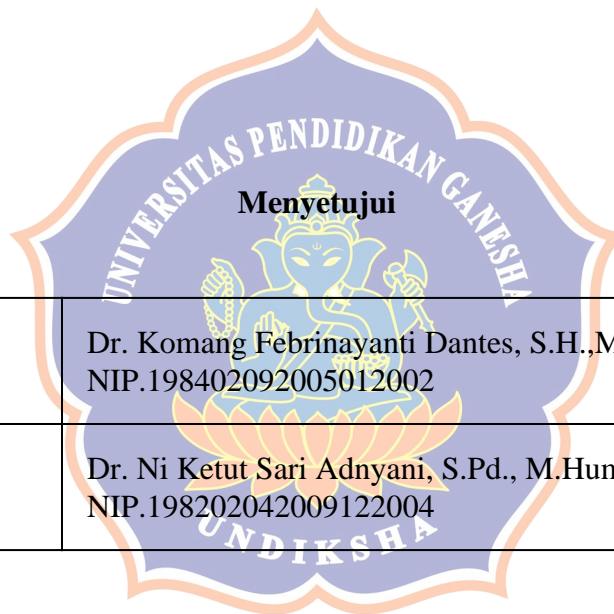 UNIVERSITAS PENDIDIKAN GANESHA
Menyetujui
Dr. Komang Febrinayanti Dantes, S.H.,M
NIP.198402092005012002
Dr. Ni Ketut Sari Adnyani, S.Pd., M.Hum
NIP.198202042009122004
UNDIKSHA